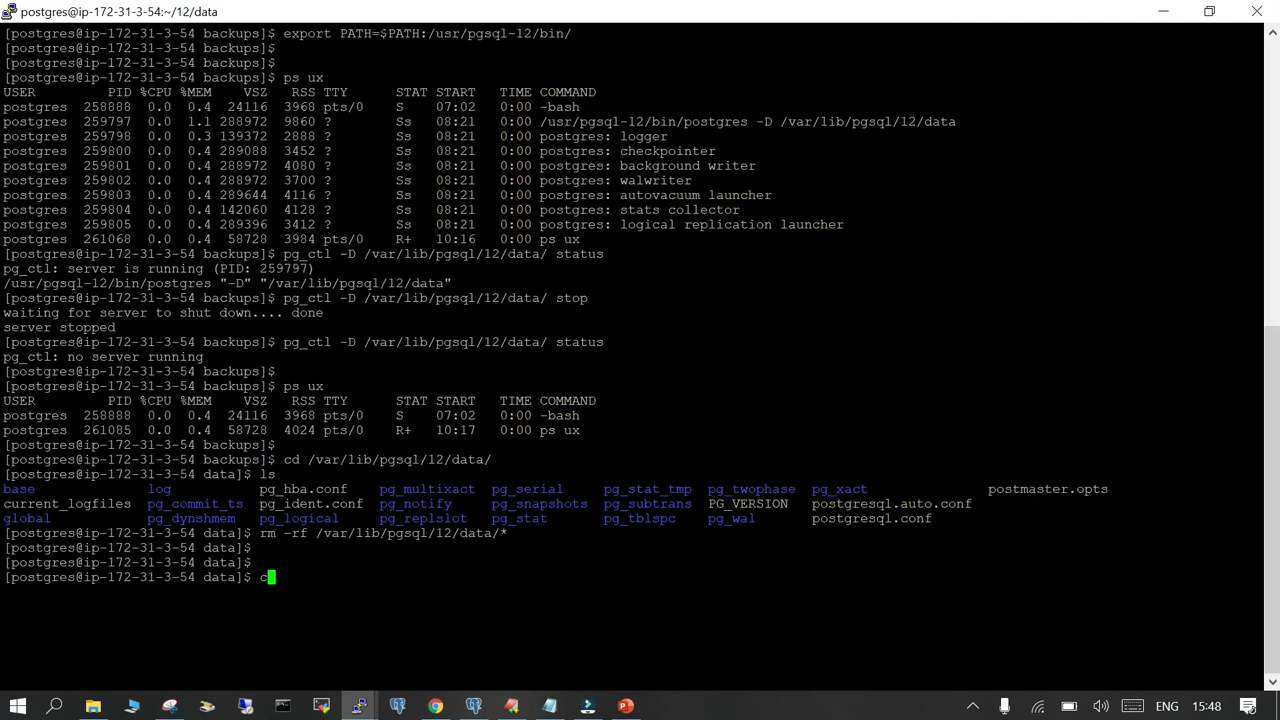 postgres@ip-172-31-3-54:~/12/data
[postgres@ip-172-31-3-54 backups]$ export PATH=$PATH:/usr/pgsql-12/bin/
[postgres@ip-172-31-3-54 backups]$
[postgres@ip-172-31-3-54 backups]$
[postgres@ip-172-31-3-54 backups]$ ps ux
USER PID %CPU %MEM VSZ RSS TTY STAT START TIME COMMAND
postgres 258888 0.0 0.4 24116 3968 pts/0 S 07:02 0:00 -bash
postgres 259797 0.0 1.1 288972 9860 ? Ss 08:21 0:00 /usr/pgsql-12/bin/postgres -D /var/lib/pgsql/12/data
postgres 259798 0.0 0.3 139372 2888 ? Ss 08:21 0:00 postgres: logger
postgres 259800 0.0 0.4 289088 3452 ? Ss 08:21 0:00 postgres: checkpointer
postgres 259801 0.0 0.4 288972 4080 ? Ss 08:21 0:00 postgres: background writer
postgres 259802 0.0 0.4 288972 3700 ? Ss 08:21 0:00 postgres: walwriter
postgres 259803 0.0 0.4 289644 4116 ? Ss 08:21 0:00 postgres: autovacuum launcher
postgres 259804 0.0 0.4 142060 4128 ? Ss 08:21 0:00 postgres: stats collector
postgres 259805 0.0 0.4 289396 3412 ? Ss 08:21 0:00 postgres: logical replication launcher
postgres 261068 0.0 0.4 58728 3984 pts/0 R+ 10:16 0:00 ps ux
[postgres@ip-172-31-3-54 backups]$ pg_ctl -D /var/lib/pgsql/12/data/ status
pg_ctl: server is running (PID: 259797)
/usr/pgsql-12/bin/postgres "-D" "/var/lib/pgsql/12/data"
[postgres@ip-172-31-3-54 backups]$ pg_ctl -D /var/lib/pgsql/12/data/ stop
waiting for server to shut down.... done
server stopped
[postgres@ip-172-31-3-54 backups]$ pg_ctl -D /var/lib/pgsql/12/data/ status
pg_ctl: no server running
[postgres@ip-172-31-3-54 backups]$
[postgres@ip-172-31-3-54 backups]$ ps ux
USER PID %CPU %MEM VSZ RSS TTY STAT START TIME COMMAND
postgres 258888 0.0 0.4 24116 3968 pts/0 S 07:02 0:00 -bash
postgres 261085 0.0 0.4 58728 4024 pts/0 R+ 10:17 0:00 ps ux
[postgres@ip-172-31-3-54 backups]$
[postgres@ip-172-31-3-54 backups]$ cd /var/lib/pgsql/12/data/
[postgres@ip-172-31-3-54 data]$ ls
base log pg_hba.conf pg_multixact pg_serial pg_stat_tmp pg_twophase pg_xact postmaster.opts
current_logfiles pg_commit_ts pg_ident.conf pg_notify pg_snapshots pg_subtrans PG_VERSION postgresql.auto.conf
global pg_dynshmem pg_logical pg_replslot pg_stat pg_tblspc pg_wal postgresql.conf
[postgres@ip-172-31-3-54 data]$ rm -rf /var/lib/pgsql/12/data/*
[postgres@ip-172-31-3-54 data]$
[postgres@ip-172-31-3-54 data]$
[postgres@ip-172-31-3-54 data]$ c
ENG 15:48